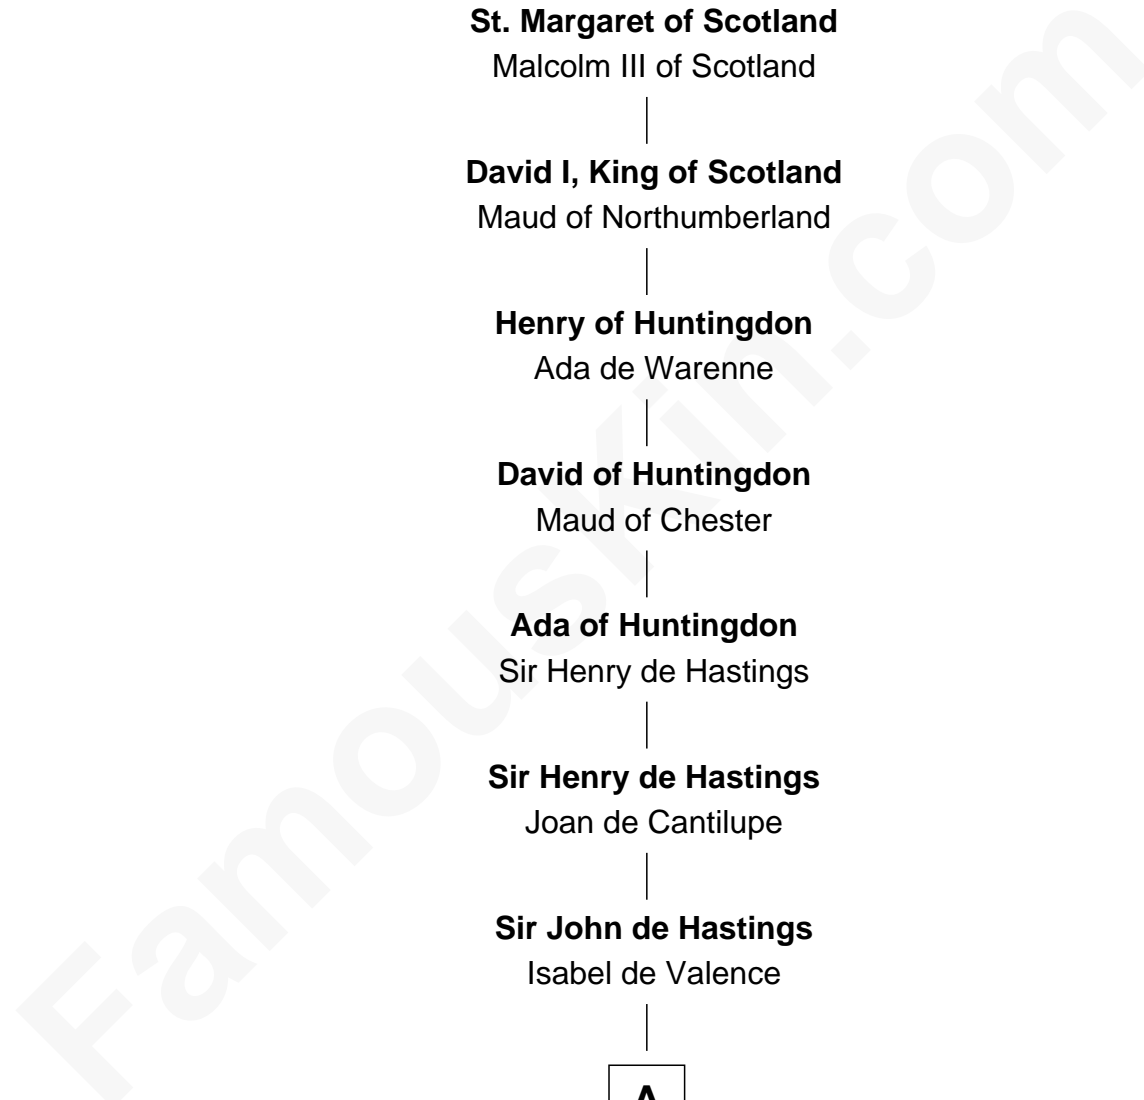 St. Margaret of Scotland
Malcolm III of Scotland
David I, King of Scotland
Maud of Northumberland
Henry of Huntingdon
Ada de Warenne
David of Huntingdon
Maud of Chester
Ada of Huntingdon
Sir Henry de Hastings
Sir Henry de Hastings
Joan de Cantilupe
Sir John de Hastings
Isabel de Valence
A
FamousKin.com